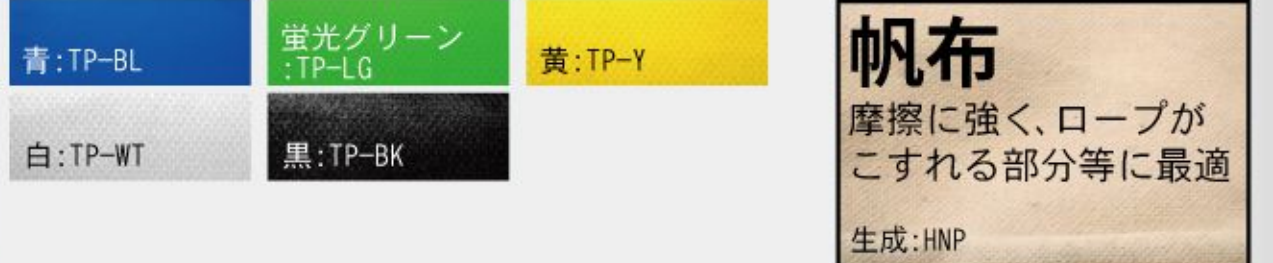 青:TP-BL
蛍光グリーン
:TP-LG
黄:TP-Y
白:TP-WT
黒:TP-BK
帆布
摩擦に強く、ロープが
こすれる部分等に最適
生成:HNP